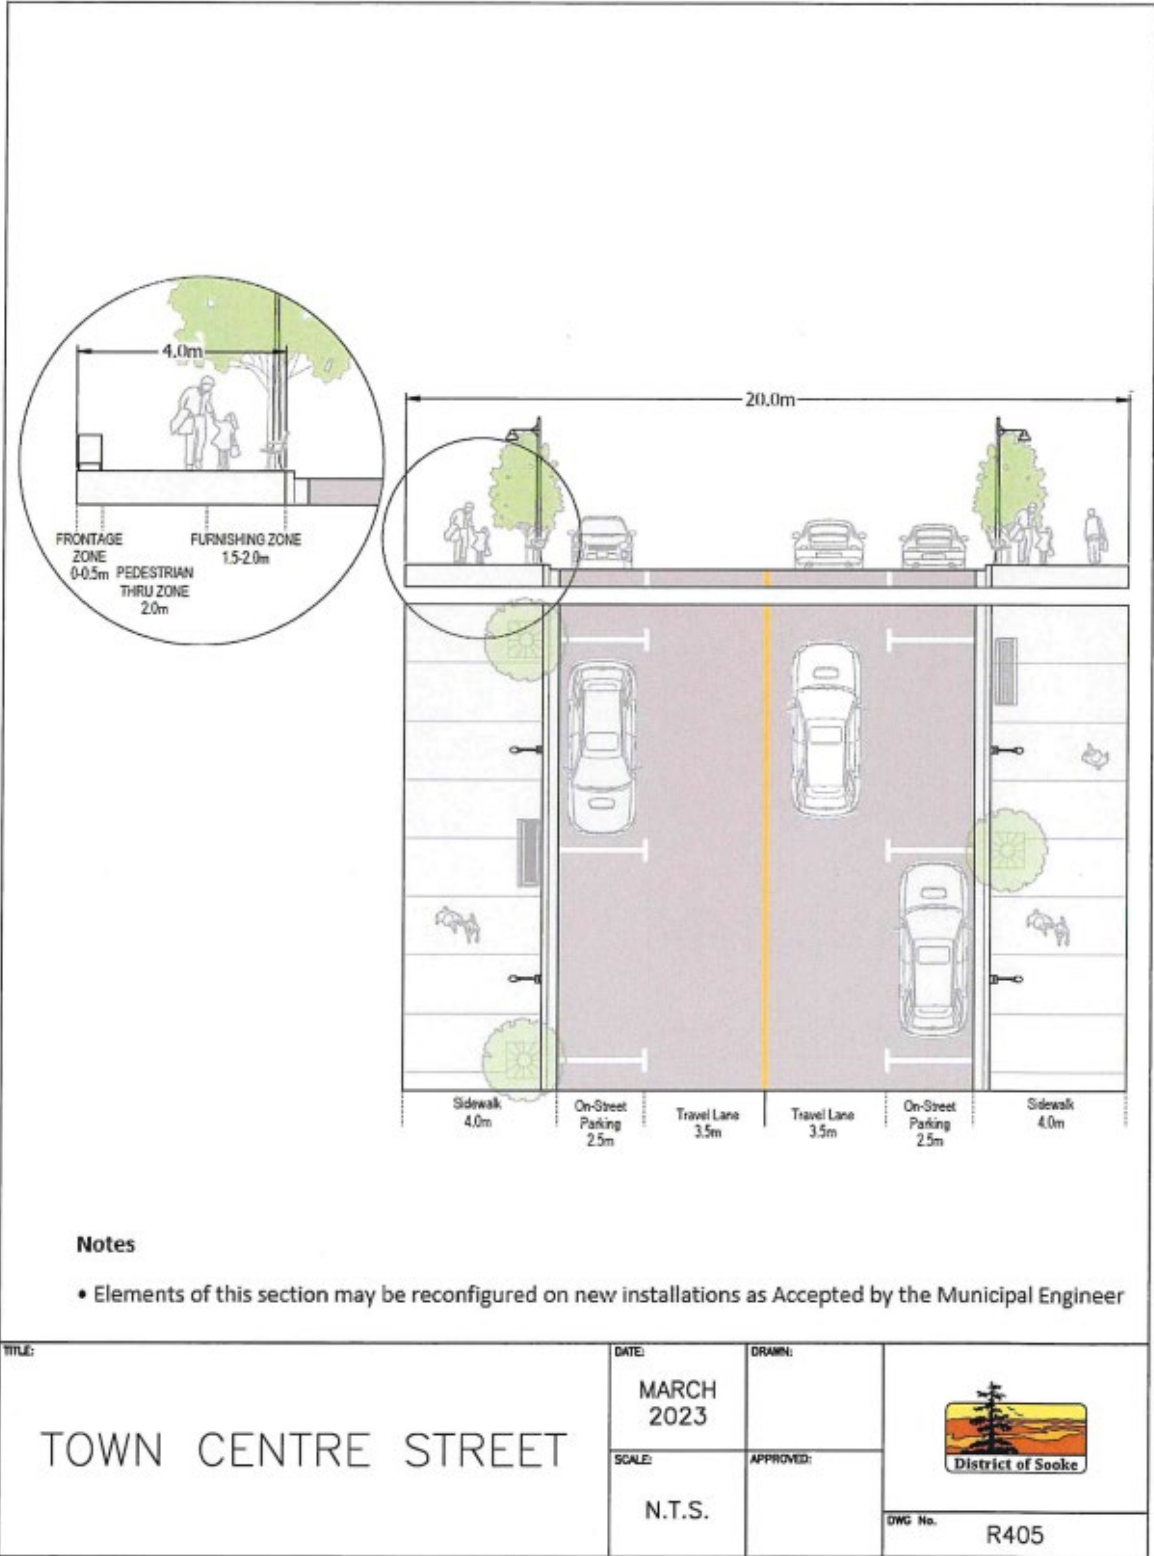 4.0m
20.0m
FRONTAGE
ZONE
0-0.5m
PEDESTRIAN
THRU ZONE
2.0m
FURNISHING ZONE
1.5-2.0m
Sidewalk
4.0m
On-Street
Parking
2.5m
Travel Lane
3.5m
Travel Lane
3.5m
On-Street
Parking
2.5m
Sidewalk
4.0m
Notes
• Elements of this section may be reconfigured on new installations as Accepted by the Municipal Engineer
TITLE:
TOWN CENTRE STREET
DATE:
MARCH
2023
DRAWN:
SCALE:
N.T.S.
APPROVED:
District of Sooke
DWG No.
R405